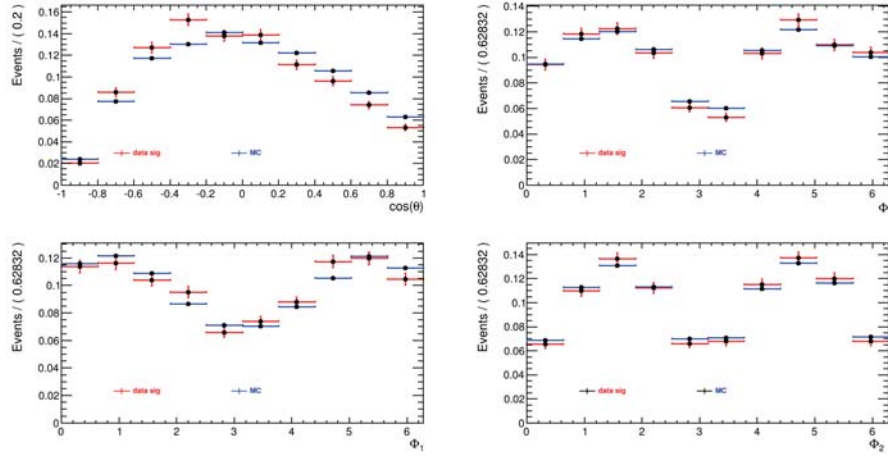 Events / ( 0.2 )
0.16
0.14
0.12
0.1
0.08
0.06
0.04
0.02
0
data sig
MC
-1 -0.8 -0.6 -0.4 -0.2 0 0.2 0.4 0.6 0.8 1
cos(θ)
Events / ( 0.62832 )
0.14
0.12
0.1
0.08
0.06
0.04
0.02
0
data sig
MC
0 1 2 3 4 5 6
Φ
Events / ( 0.62832 )
0.12
0.1
0.08
0.06
0.04
0.02
0
data sig
MC
0 1 2 3 4 5 6
Φ1
Events / ( 0.62832 )
0.14
0.12
0.1
0.08
0.06
0.04
0.02
0
data sig
MC
0 1 2 3 4 5 6
Φ2